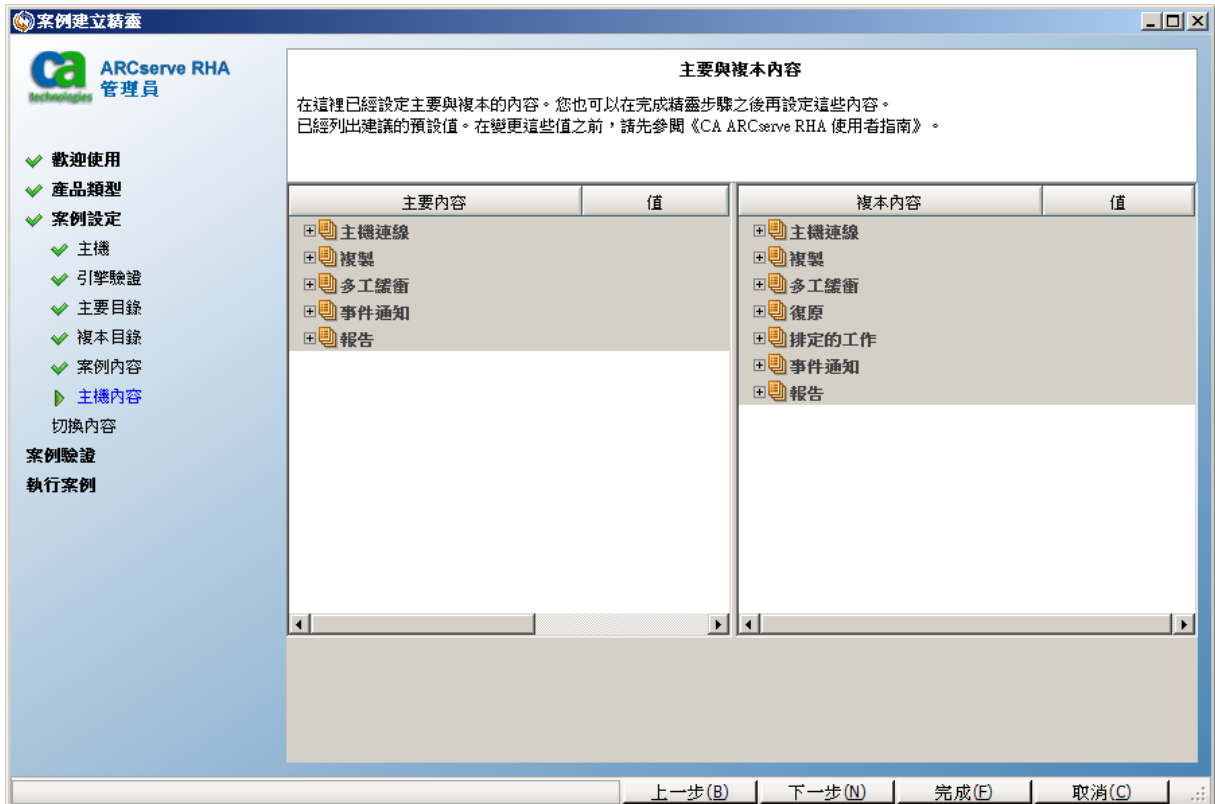 案例建立精靈
ca
technologies
ARCserve RHA
管理員
歡迎使用
產品類型
案例設定
主機
引擎驗證
主要目錄
複本目錄
案例內容
主機內容
切換內容
案例驗證
執行案例
主要與複本內容
在這裡已經設定主要與複本的內容。您也可以在完成精靈步驟之後再設定這些內容。
已經列出建議的預設值。在變更這些值之前，請先參閱《CA ARCserve RHA 使用者指南》。
主要內容 值
主機連線
複製
多工緩衝
事件通知
報告
複本內容 值
主機連線
複製
多工緩衝
復原
排定的工作
事件通知
報告
上一步(B) 下一步(N) 完成(F) 取消(C)